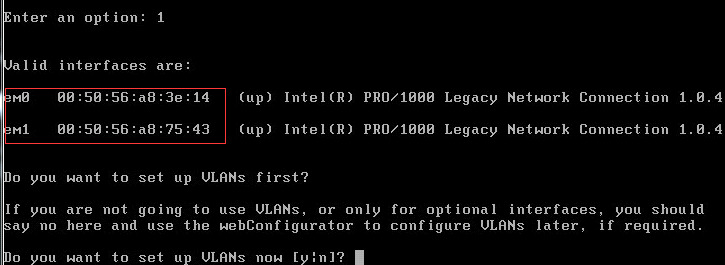 Enter an option: 1
Valid interfaces are:
em0 00:50:56:a8:3e:14 (up) Intel(R) PRO/1000 Legacy Network Connection 1.0.4
em1 00:50:56:a8:75:43 (up) Intel(R) PRO/1000 Legacy Network Connection 1.0.4
Do you want to set up VLANs first?
If you are not going to use VLANs, or only for optional interfaces, you should
say no here and use the webConfigurator to configure VLANs later, if required.
Do you want to set up VLANs now [y|n]?